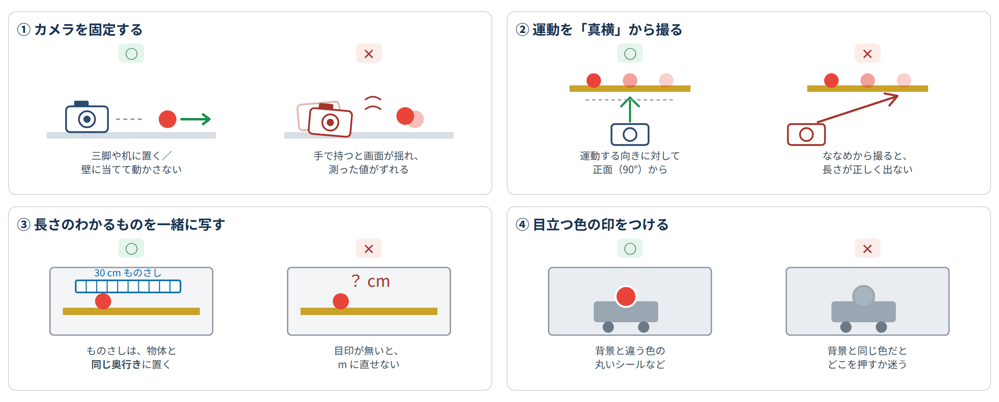 ① カメラを固定する
○
×
三脚や机に置く／
壁に当てて動かさない
手で持つと画面が揺れ、
測った値がずれる
② 運動を「真横」から撮る
○
×
運動する向きに対して
正面（90°）から
ななめから撮ると、
長さが正しく出ない
③ 長さのわかるものを一緒に写す
○
×
30 cm ものさし
ものさしは、物体と
同じ奥行きに置く
？ cm
目印が無いと、
m に直せない
④ 目立つ色の印をつける
○
×
背景と違う色の
丸いシールなど
背景と同じ色だと
どこを押すか迷う